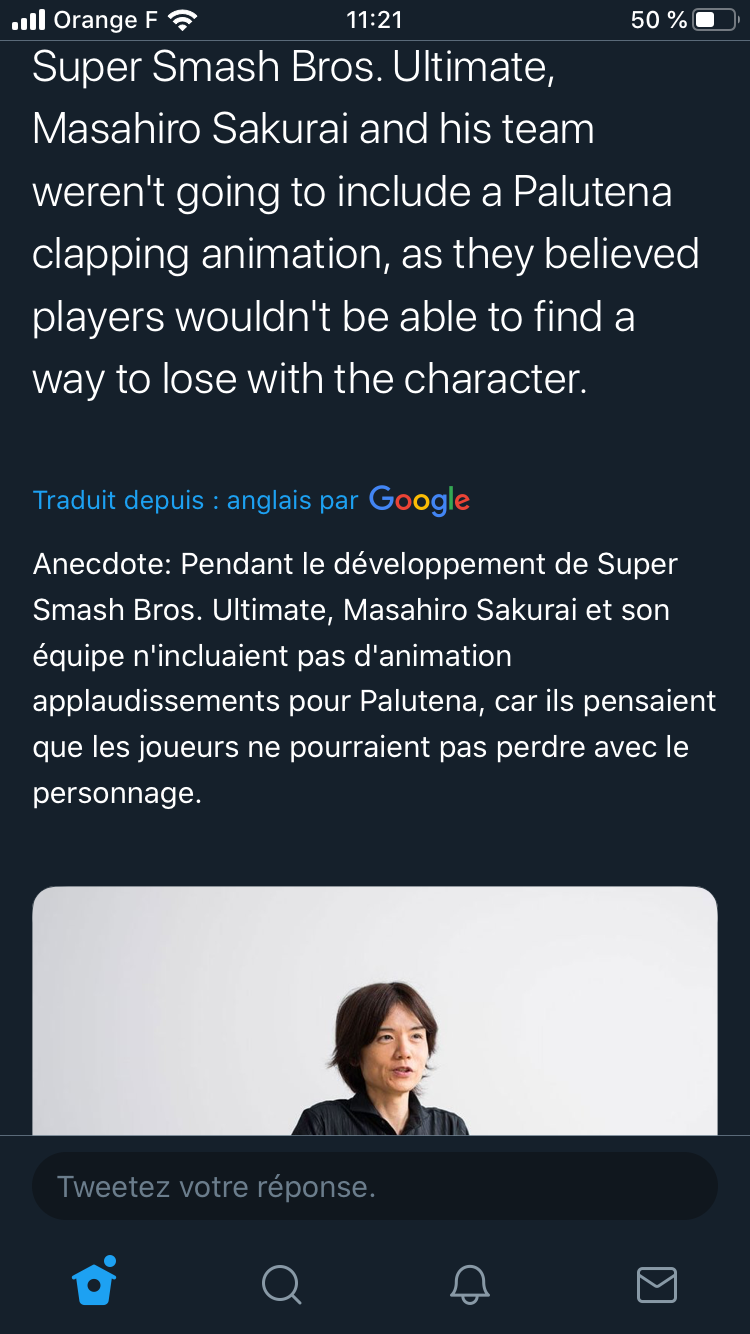 Orange F 11:21 50 %
Super Smash Bros. Ultimate,
Masahiro Sakurai and his team
weren't going to include a Palutena
clapping animation, as they believed
players wouldn't be able to find a
way to lose with the character.
Traduit depuis : anglais par Google
Anecdote: Pendant le développement de Super
Smash Bros. Ultimate, Masahiro Sakurai et son
équipe n'incluaient pas d'animation
applaudissements pour Palutena, car ils pensaient
que les joueurs ne pourraient pas perdre avec le
personnage.
Tweetez votre réponse.